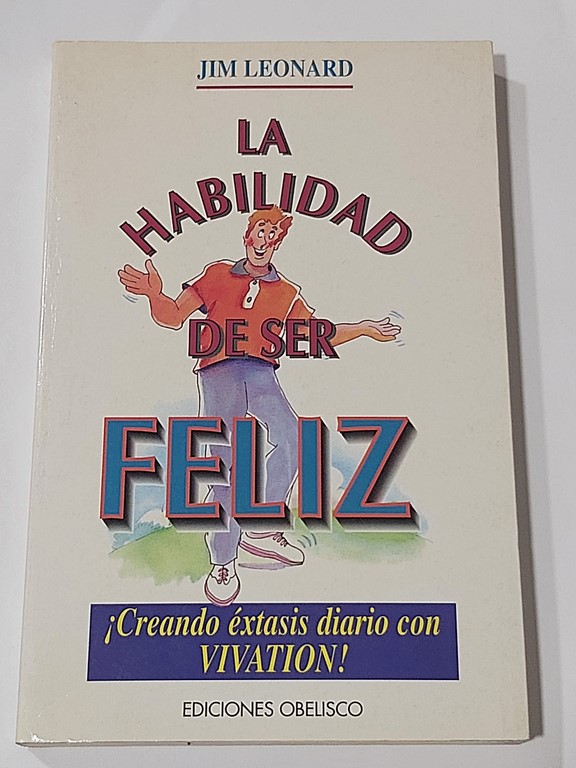 JIM LEONARD
LA
HABILIDAD
DE SER
FELIZ
¡Creando éxtasis diario con
VIVATION!
EDICIONES OBELISCO